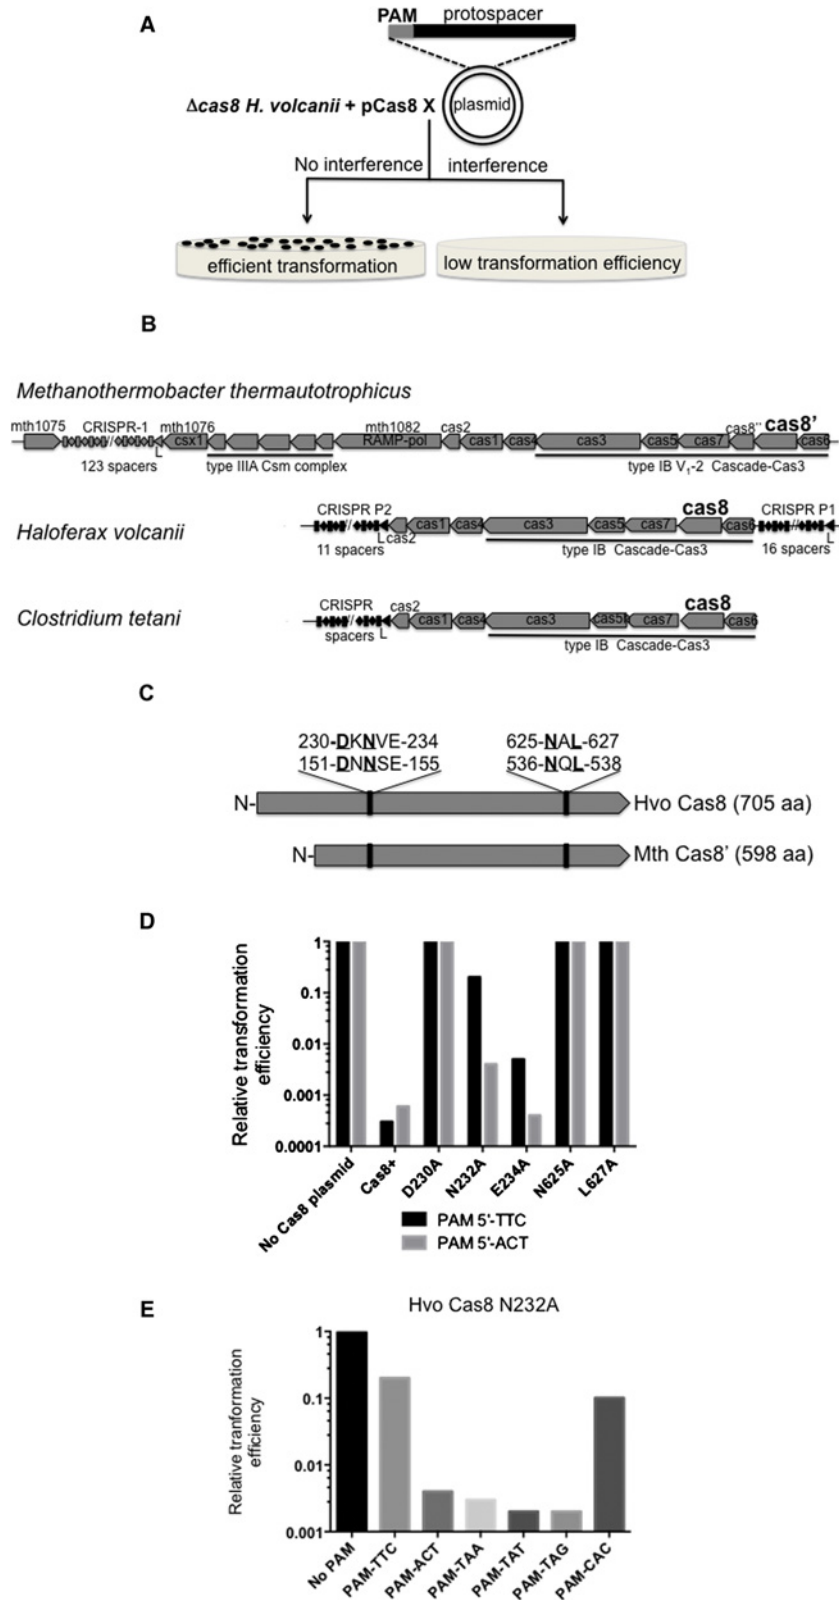 A
PAM protospacer
Δcas8 H. volcanii + pCas8 X plasmid
No interference interference
efficient transformation low transformation efficiency
B
Methanothermobacter thermautotrophicus
mth1075 CRISPR-1 mth1076 mth1082 cas2 cas8'' cas8'
csx1 RAMP-pol cas1 cas4 cas3 cas5 cas7 cas6
123 spacers L type IIIA Csm complex type IB V1-2 Cascade-Cas3
Haloferax volcanii
CRISPR P2 cas8 CRISPR P1
cas1 cas4 cas3 cas5 cas7 cas6
L cas2 L
11 spacers type IB Cascade-Cas3 16 spacers
Clostridium tetani
CRISPR cas2 cas8
cas1 cas4 cas3 cas5 cas7 cas6
spacers L type IB Cascade-Cas3
C
230-DKNVE-234 625-NAL-627
151-DNNSE-155 536-NQL-538
N- Hvo Cas8 (705 aa)
N- Mth Cas8' (598 aa)
D
Relative transformation
efficiency
1
0.1
0.01
0.001
0.0001
No Cas8 plasmid Cas8+ D230A N232A E234A N625A L627A
PAM 5'-TTC
PAM 5'-ACT
E
Hvo Cas8 N232A
Relative tranformation
efficiency
1
0.1
0.01
0.001
No PAM PAM-TTC PAM-ACT PAM-TAA PAM-TAT PAM-TAG PAM-CAC